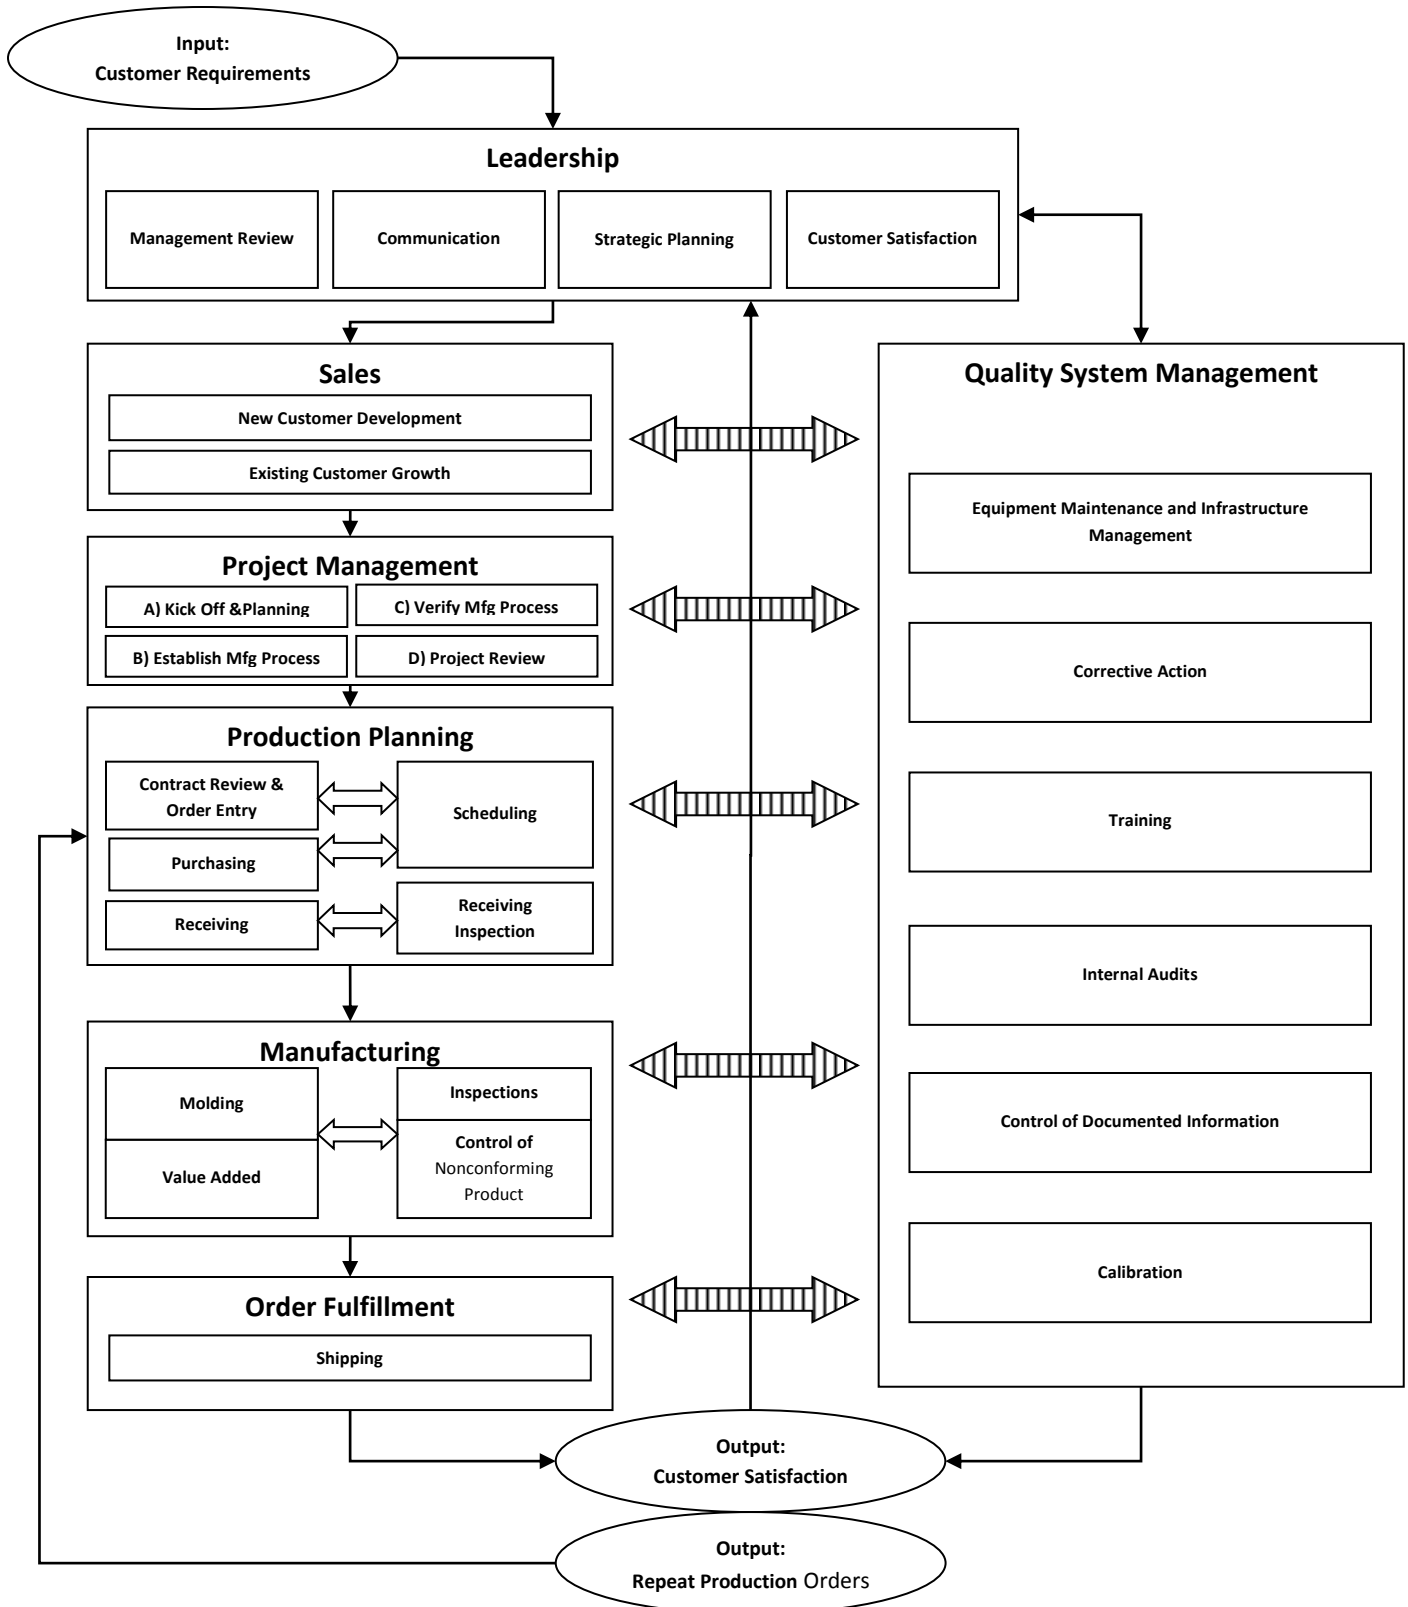 Input:
Customer Requirements
Leadership
Management Review
Communication
Strategic Planning
Customer Satisfaction
Sales
New Customer Development
Existing Customer Growth
Project Management
A) Kick Off &Planning
C) Verify Mfg Process
B) Establish Mfg Process
D) Project Review
Production Planning
Contract Review &
Order Entry
Scheduling
Purchasing
Receiving
Receiving
Inspection
Manufacturing
Molding
Inspections
Value Added
Control of
Nonconforming
Product
Order Fulfillment
Shipping
Quality System Management
Equipment Maintenance and Infrastructure
Management
Corrective Action
Training
Internal Audits
Control of Documented Information
Calibration
Output:
Customer Satisfaction
Output:
Repeat Production Orders